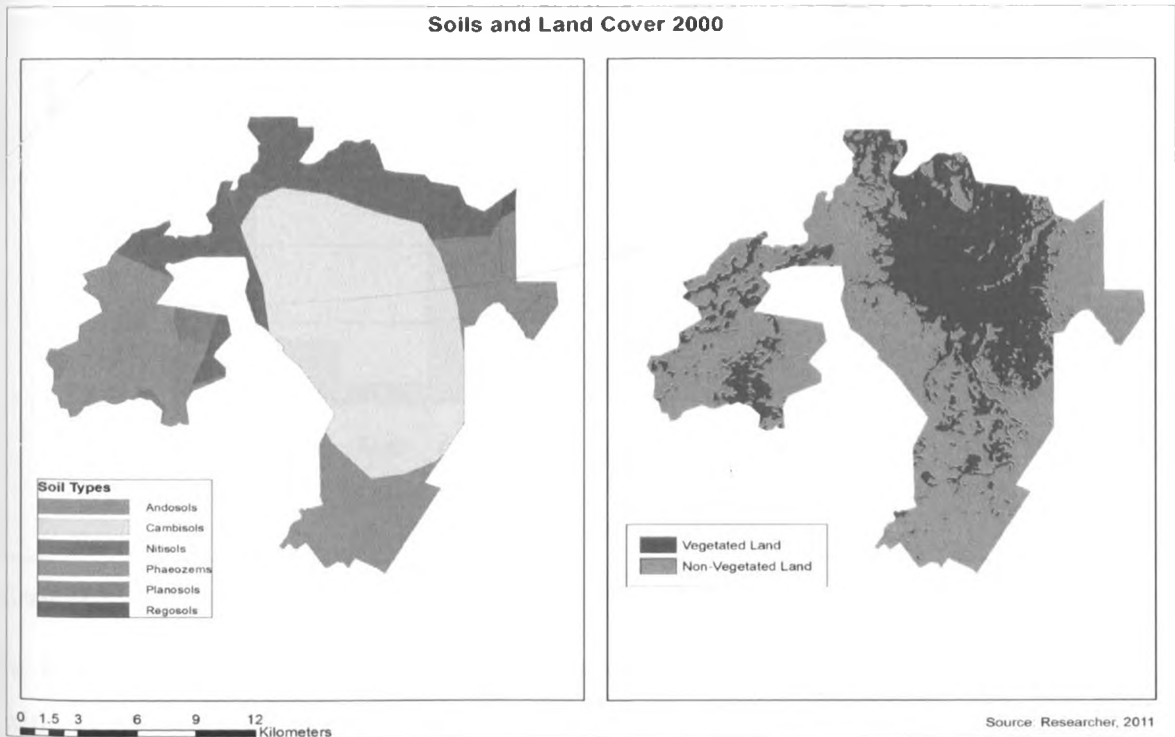 Soils and Land Cover 2000
Soil Types
Andosols
Cambisols
Nitisols
Phaeozems
Planosols
Regosols
Vegetated Land
Non-Vegetated Land
0 1.5 3 6 9 12
Kilometers
Source: Researcher, 2011